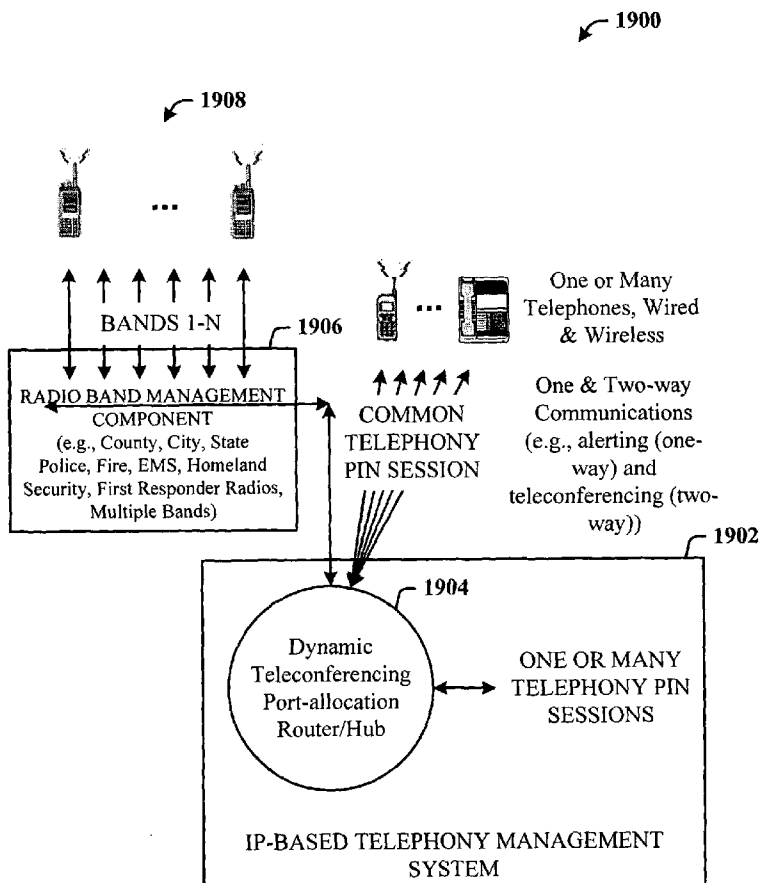 1900
1908
...
BANDS 1-N
1906
RADIO BAND MANAGEMENT
COMPONENT
(e.g., County, City, State
Police, Fire, EMS, Homeland
Security, First Responder Radios,
Multiple Bands)
...
One or Many
Telephones, Wired
& Wireless
COMMON
TELEPHONY
PIN SESSION
One & Two-way
Communications
(e.g., alerting (one-
way) and
teleconferencing (two-
way))
1902
1904
Dynamic
Teleconferencing
Port-allocation
Router/Hub
ONE OR MANY
TELEPHONY PIN
SESSIONS
IP-BASED TELEPHONY MANAGEMENT
SYSTEM